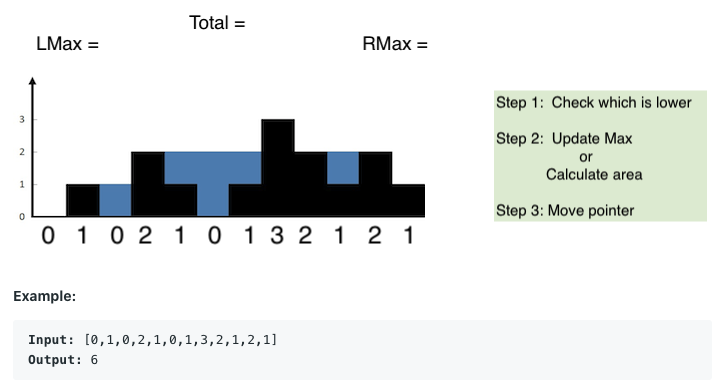 Total =
LMax =
RMax =
Step 1: Check which is lower
Step 2: Update Max
or
Calculate area
Step 3: Move pointer
3
2
1
0
0 1 0 2 1 0 1 3 2 1 2 1
Example:
Input: [0,1,0,2,1,0,1,3,2,1,2,1]
Output: 6